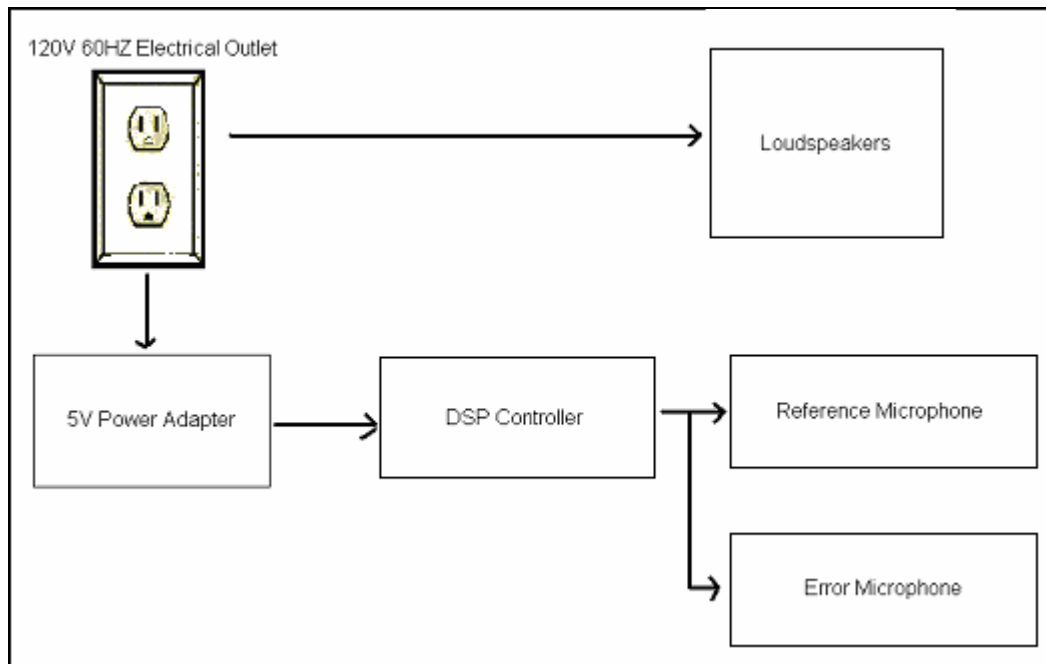 120V 60HZ Electrical Outlet
Loudspeakers
5V Power Adapter
DSP Controller
Reference Microphone
Error Microphone